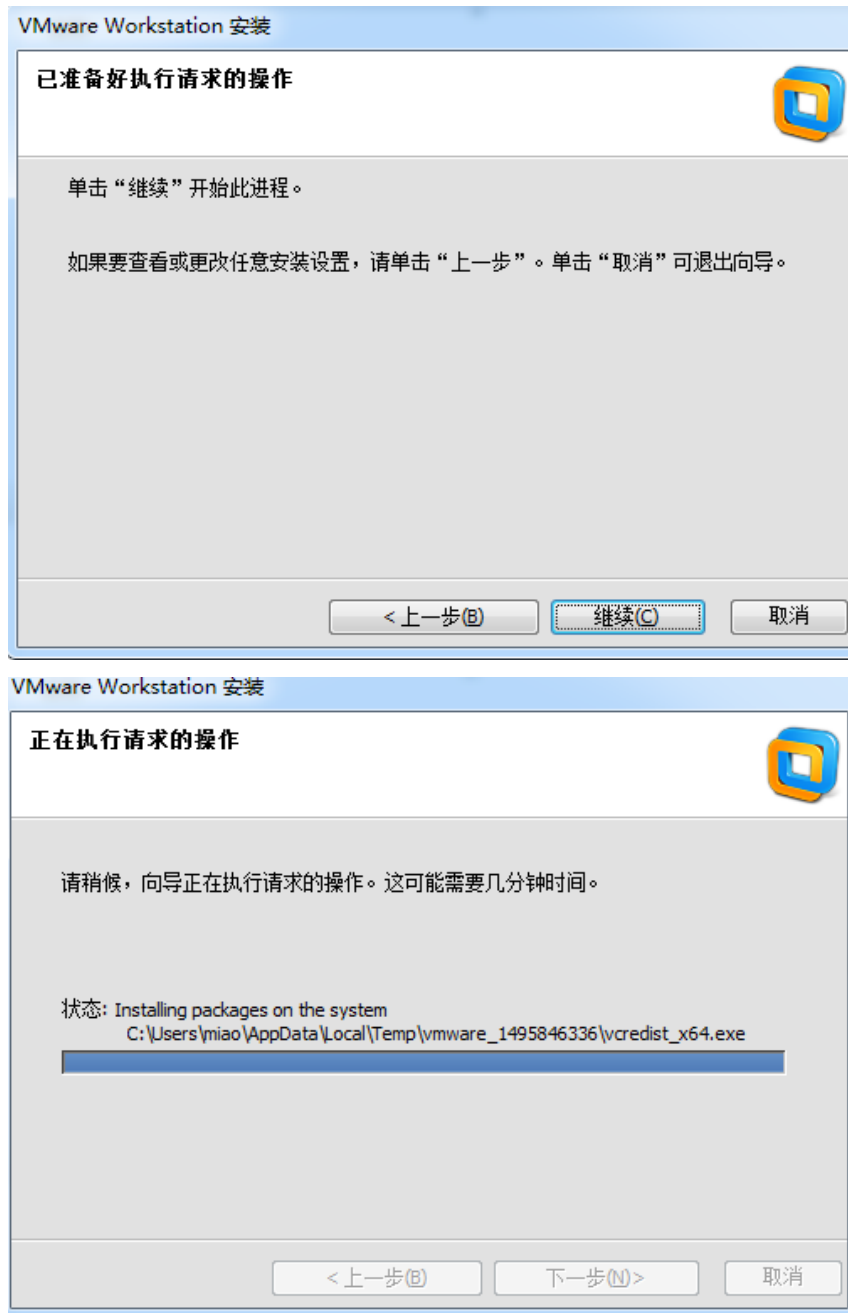 VMware Workstation 安装
已准备好执行请求的操作
单击“继续”开始此进程。
如果要查看或更改任意安装设置，请单击“上一步”。单击“取消”可退出向导。
<上一步(B) 继续(C) 取消
VMware Workstation 安装
正在执行请求的操作
请稍候，向导正在执行请求的操作。这可能需要几分钟时间。
状态: Installing packages on the system
C:\Users\miao\AppData\Local\Temp\vmware_1495846336\vcredist_x64.exe
<上一步(B) 下一步(N)> 取消